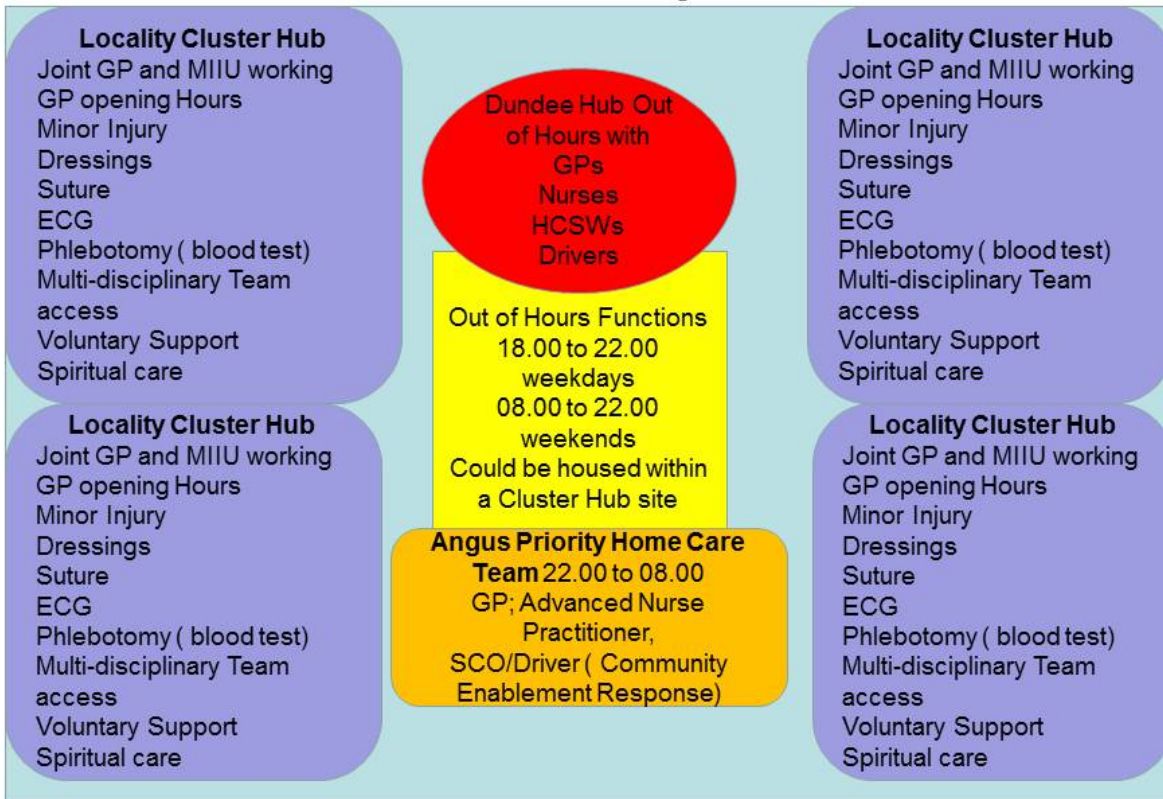 Locality Cluster Hub
Joint GP and MIIU working
GP opening Hours
Minor Injury
Dressings
Suture
ECG
Phlebotomy ( blood test)
Multi-disciplinary Team
access
Voluntary Support
Spiritual care
Dundee Hub Out
of Hours with
GPs
Nurses
HCSWs
Drivers
Locality Cluster Hub
Joint GP and MIIU working
GP opening Hours
Minor Injury
Dressings
Suture
ECG
Phlebotomy ( blood test)
Multi-disciplinary Team
access
Voluntary Support
Spiritual care
Out of Hours Functions
18.00 to 22.00
weekdays
08.00 to 22.00
weekends
Could be housed within
a Cluster Hub site
Locality Cluster Hub
Joint GP and MIIU working
GP opening Hours
Minor Injury
Dressings
Suture
ECG
Phlebotomy ( blood test)
Multi-disciplinary Team
access
Voluntary Support
Spiritual care
Angus Priority Home Care
Team 22.00 to 08.00
GP; Advanced Nurse
Practitioner,
SCO/Driver ( Community
Enablement Response)
Locality Cluster Hub
Joint GP and MIIU working
GP opening Hours
Minor Injury
Dressings
Suture
ECG
Phlebotomy ( blood test)
Multi-disciplinary Team
access
Voluntary Support
Spiritual care